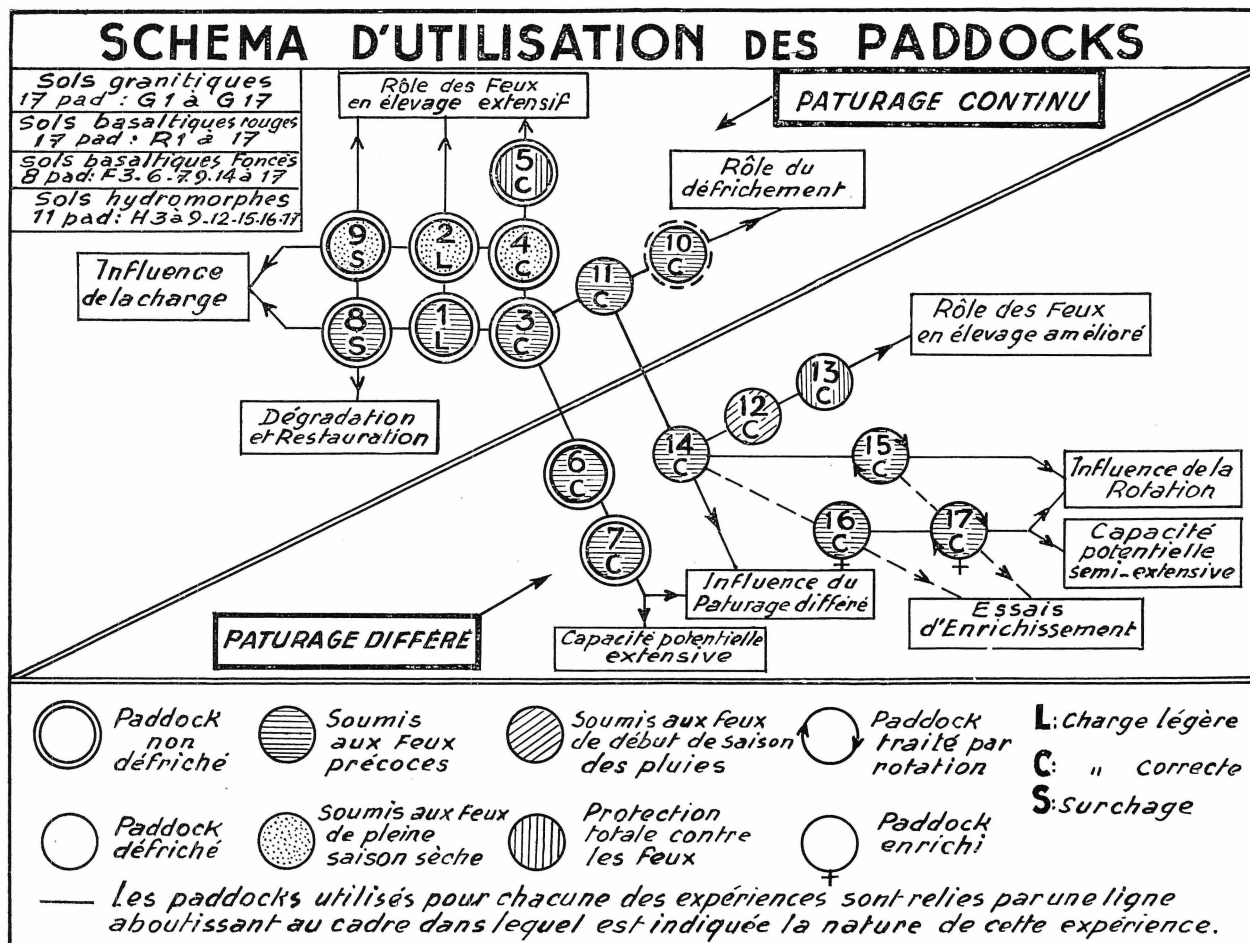 SCHEMA D'UTILISATION DES PADDOCKS
Sols granitiques
17 pad : G 1 à G 17
Sols basaltiques rouges
17 pad : R1 à 17
Sols basaltiques foncés
8 pad: F3-6-7.9.14 à 17
Sols hydromorphes
11 pad: H3 à 9-12-15-16-17
Rôle des Feux
en élevage extensif
PATURAGE CONTINU
Rôle du
défrichement
5
C
9
S
2
L
4
C
10
C
11
C
8
S
1
L
3
C
Influence
de la charge
Dégradation
et Restauration
Rôle des Feux
en élevage amélioré
13
C
12
C
14
C
15
C
6
C
16
C
17
C
7
C
Influence de la
Rotation
Capacité
potentielle
semi-extensive
Influence du
Paturage différé
Essais
d'Enrichissement
PATURAGE DIFFÉRÉ
Capacité potentielle
extensive
Paddock
non
défriché
Soumis
aux Feux
précoces
Soumis aux Feux
de début de saison
des pluies
Paddock
traité par
rotation
L: Charge légère
C: " correcte
S: Surchage
Paddock
défriché
Soumis aux Feux
de pleine
saison sèche
Protection
totale contre
les Feux
Paddock
enrichi
Les paddocks utilisés pour chacune des expériences sont relies par une ligne
aboutissant au cadre dans lequel est indiquée la nature de cette expérience.